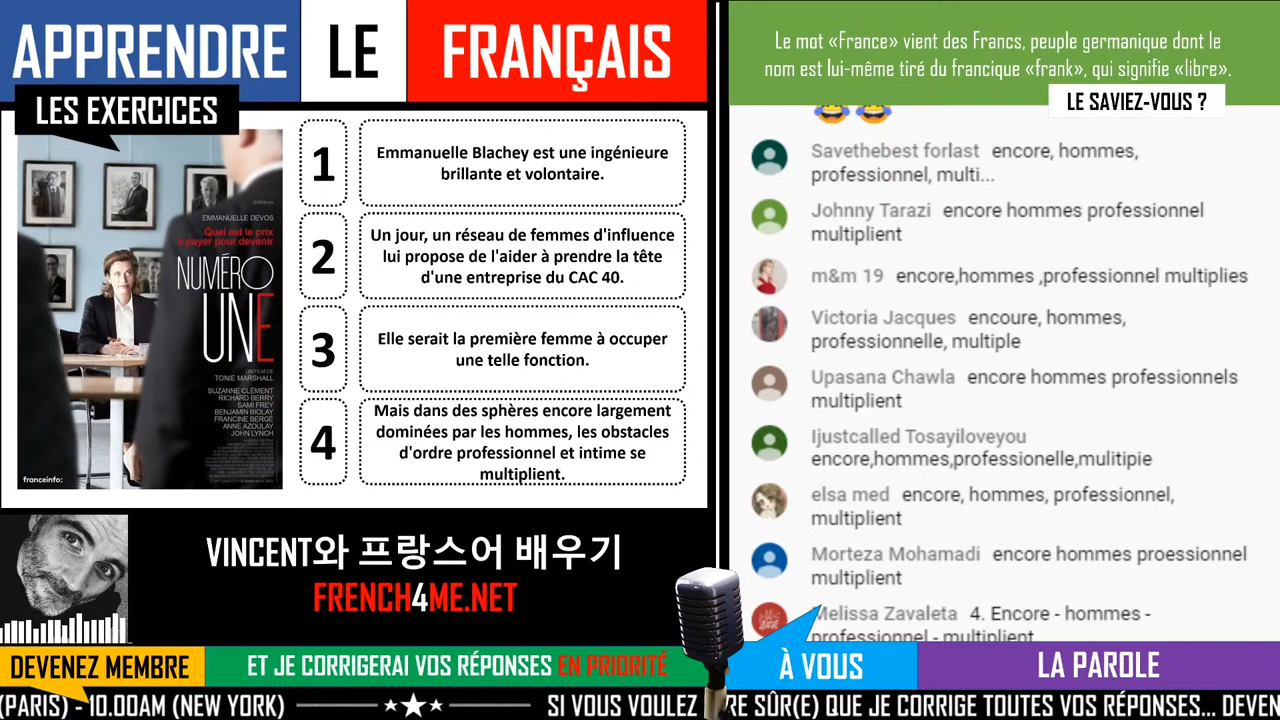 APPRENDRE LE FRANÇAIS
LES EXERCICES
EMMANUELLE DEVOS
Quel est le prix
à payer pour devenir
NUMÉRO
UNE
UN FILM DE
TONIE MARSHALL
SUZANNE CLÉMENT
RICHARD BERRY
SAMI FREY
BENJAMIN BIOLAY
FRANCINE BERGÉ
ANNE AZOULAY
JOHN LYNCH
franceinfo:
1
Emmanuelle Blachey est une ingénieure
brillante et volontaire.
2
Un jour, un réseau de femmes d'influence
lui propose de l'aider à prendre la tête
d'une entreprise du CAC 40.
3
Elle serait la première femme à occuper
une telle fonction.
4
Mais dans des sphères encore largement
dominées par les hommes, les obstacles
d'ordre professionnel et intime se
multiplient.
VINCENT와 프랑스어 배우기
FRENCH4ME.NET
Le mot «France» vient des Francs, peuple germanique dont le
nom est lui-même tiré du francique «frank», qui signifie «libre».
LE SAVIEZ-VOUS ?
Savethebest forlast encore, hommes,
professionnel, multi...
Johnny Tarazi encore hommes professionnel
multiplient
m&m 19 encore,hommes ,professionnel multiplies
Victoria Jacques encoure, hommes,
professionnelle, multiple
Upasana Chawla encore hommes professionnels
multiplient
Ijustcalled Tosayiloveyou
encore,hommes,professionelle,mulitipie
elsa med encore, hommes, professionnel,
multiplient
Morteza Mohamadi encore hommes proessionnel
multiplient
Melissa Zavaleta 4. Encore - hommes -
professionnel - multiplient
DEVENEZ MEMBRE
ET JE CORRIGERAI VOS RÉPONSES EN PRIORITÉ
À VOUS
LA PAROLE
(PARIS) - 10.00AM (NEW YORK)
SI VOUS VOULEZ RE SÛR(E) QUE JE CORRIGE TOUTES VOS RÉPONSES... DEVEN